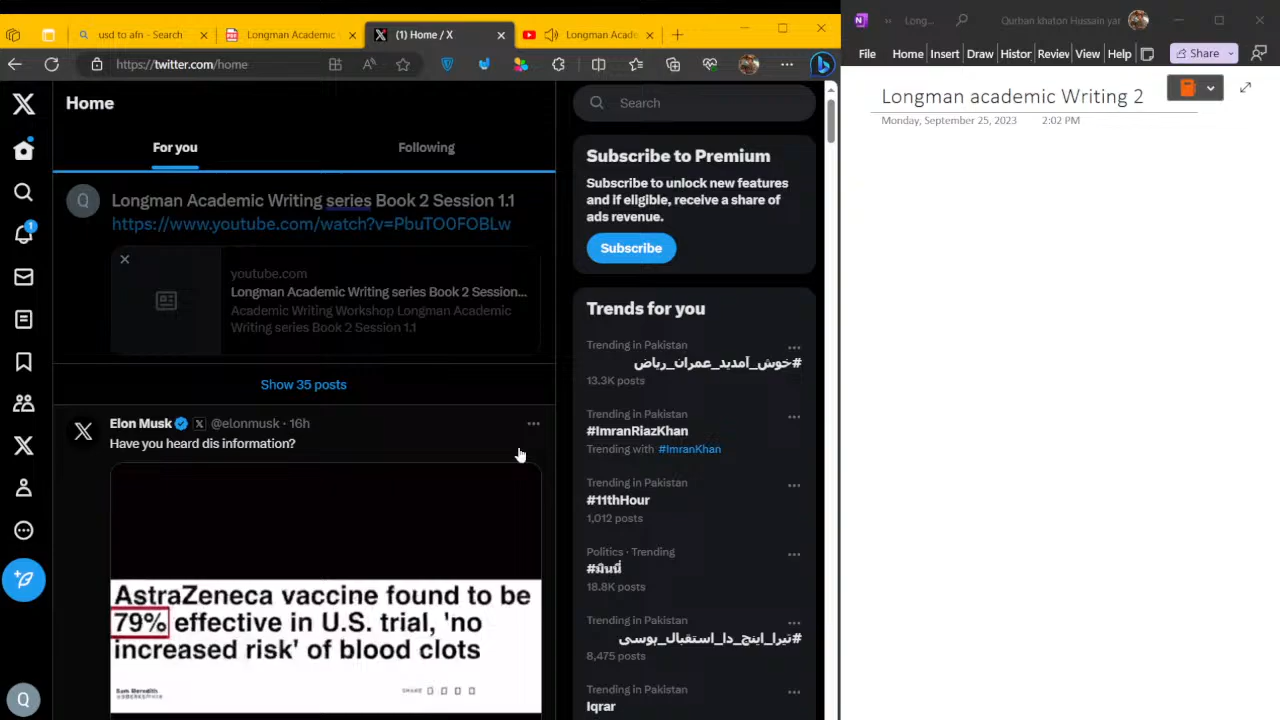 usd to afn - Search
Longman Academic
(1) Home / X
Longman Acade
https://twitter.com/home
Home
For you
Following
Q
Longman Academic Writing series Book 2 Session 1.1
https://www.youtube.com/watch?v=PbuTO0FOBLw
youtube.com
Longman Academic Writing series Book 2 Session...
Academic Writing Workshop Longman Academic
Writing series Book 2 Session 1.1
Show 35 posts
Elon Musk @elonmusk · 16h
Have you heard dis information?
AstraZeneca vaccine found to be
79% effective in U.S. trial, 'no
increased risk' of blood clots
Sam Meredith
SHARE
1
Q
Search
Subscribe to Premium
Subscribe to unlock new features
and if eligible, receive a share of
ads revenue.
Subscribe
Trends for you
Trending in Pakistan
#خوش_آمدید_عمران_ریاض
13.3K posts
Trending in Pakistan
#ImranRiazKhan
Trending with #ImranKhan
Trending in Pakistan
#11thHour
1,012 posts
Politics · Trending
18.8K posts
Trending in Pakistan
#تیرا_اینج_دا_استقبال_ہوسی
8,475 posts
Trending in Pakistan
Iqrar
N
Long...
Qurban khaton Hussain yar
File Home Insert Draw Histor Review View Help
Share
Longman academic Writing 2
Monday, September 25, 2023 2:02 PM